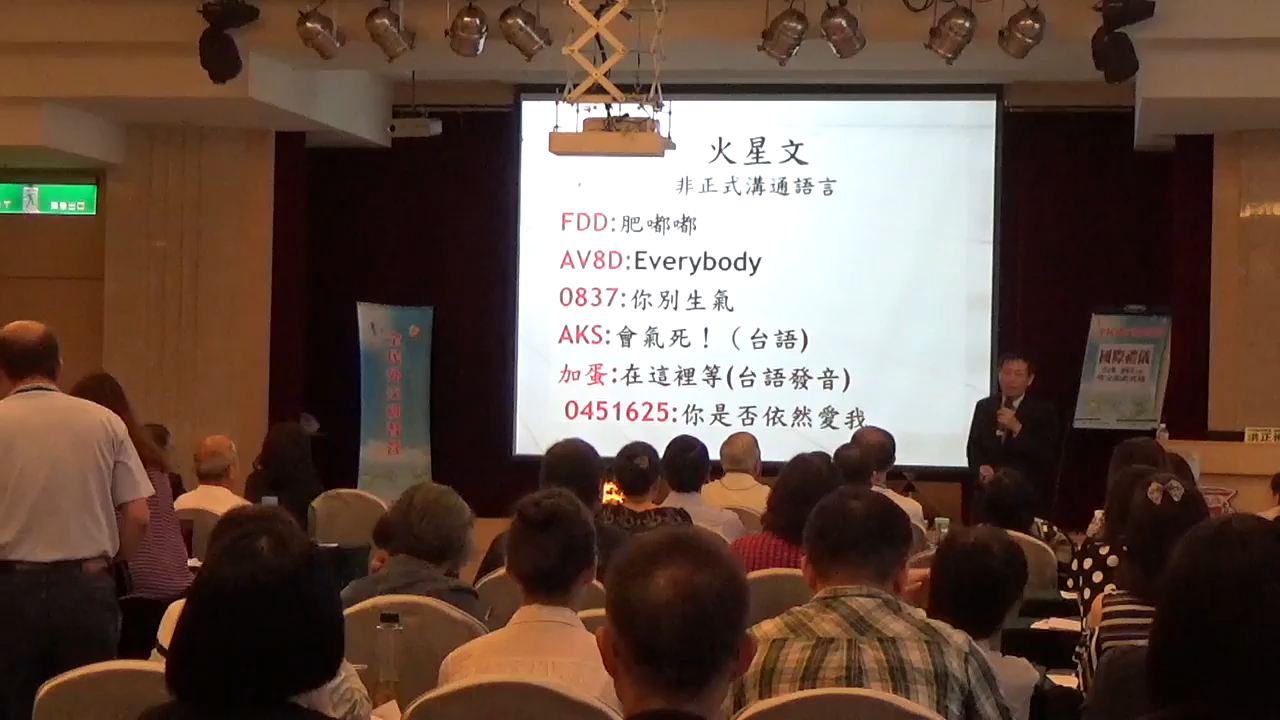 火星文
非正式溝通語言
FDD:肥嘟嘟
AV8D:Everybody
0837:你別生氣
AKS:會氣死！（台語)
加蛋:在這裡等(台語發音)
0451625:你是否依然愛我
國際禮儀